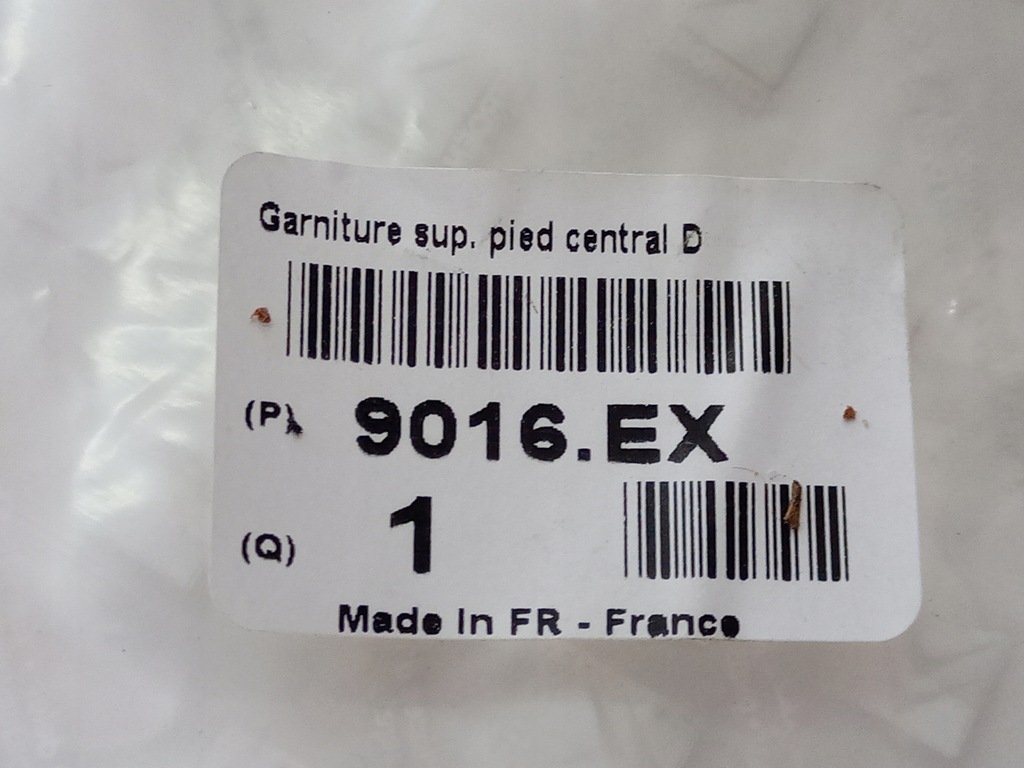 Garniture sup. pied central D
(P) 9016.EX
(Q) 1
Made In FR - France